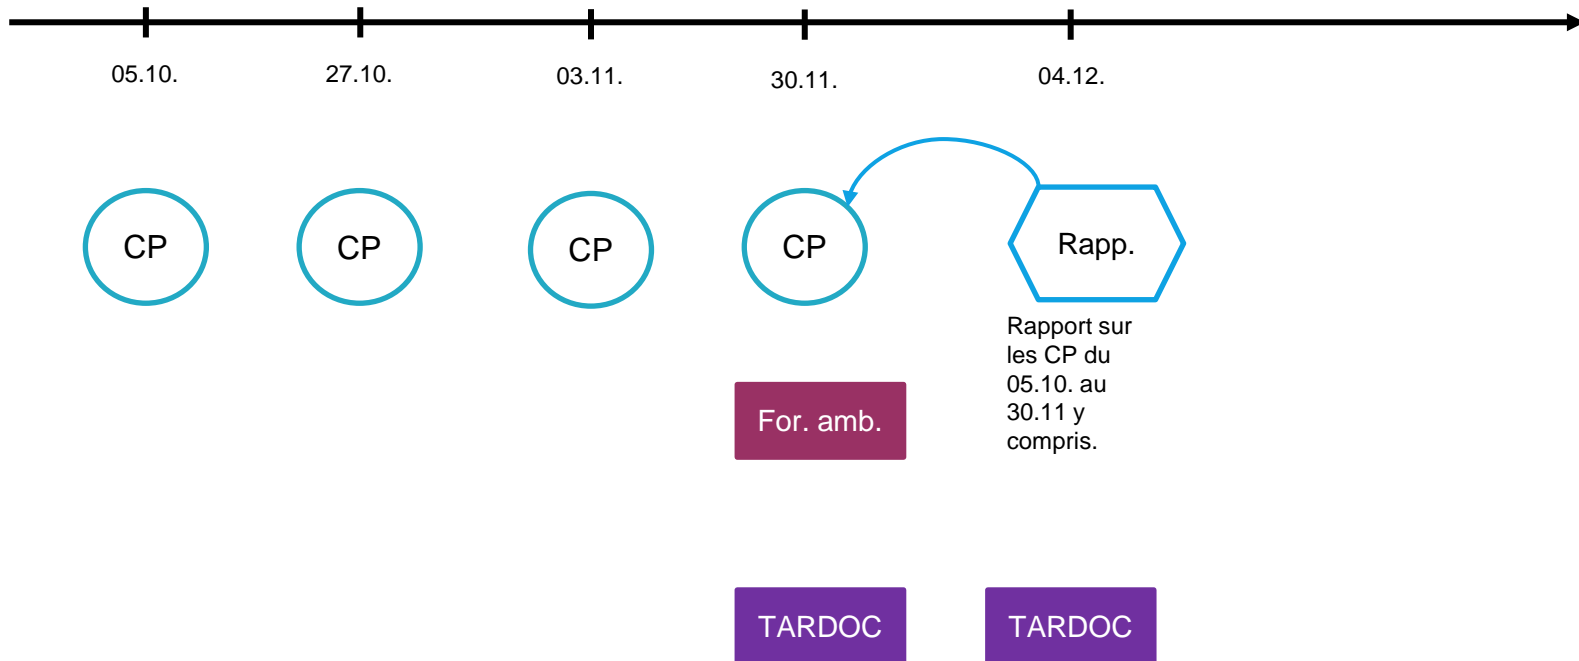 05.10.
27.10.
03.11.
30.11.
04.12.
CP
CP
CP
CP
Rapp.
Rapport sur
les CP du
05.10. au
30.11 y
compris.
For. amb.
TARDOC
TARDOC